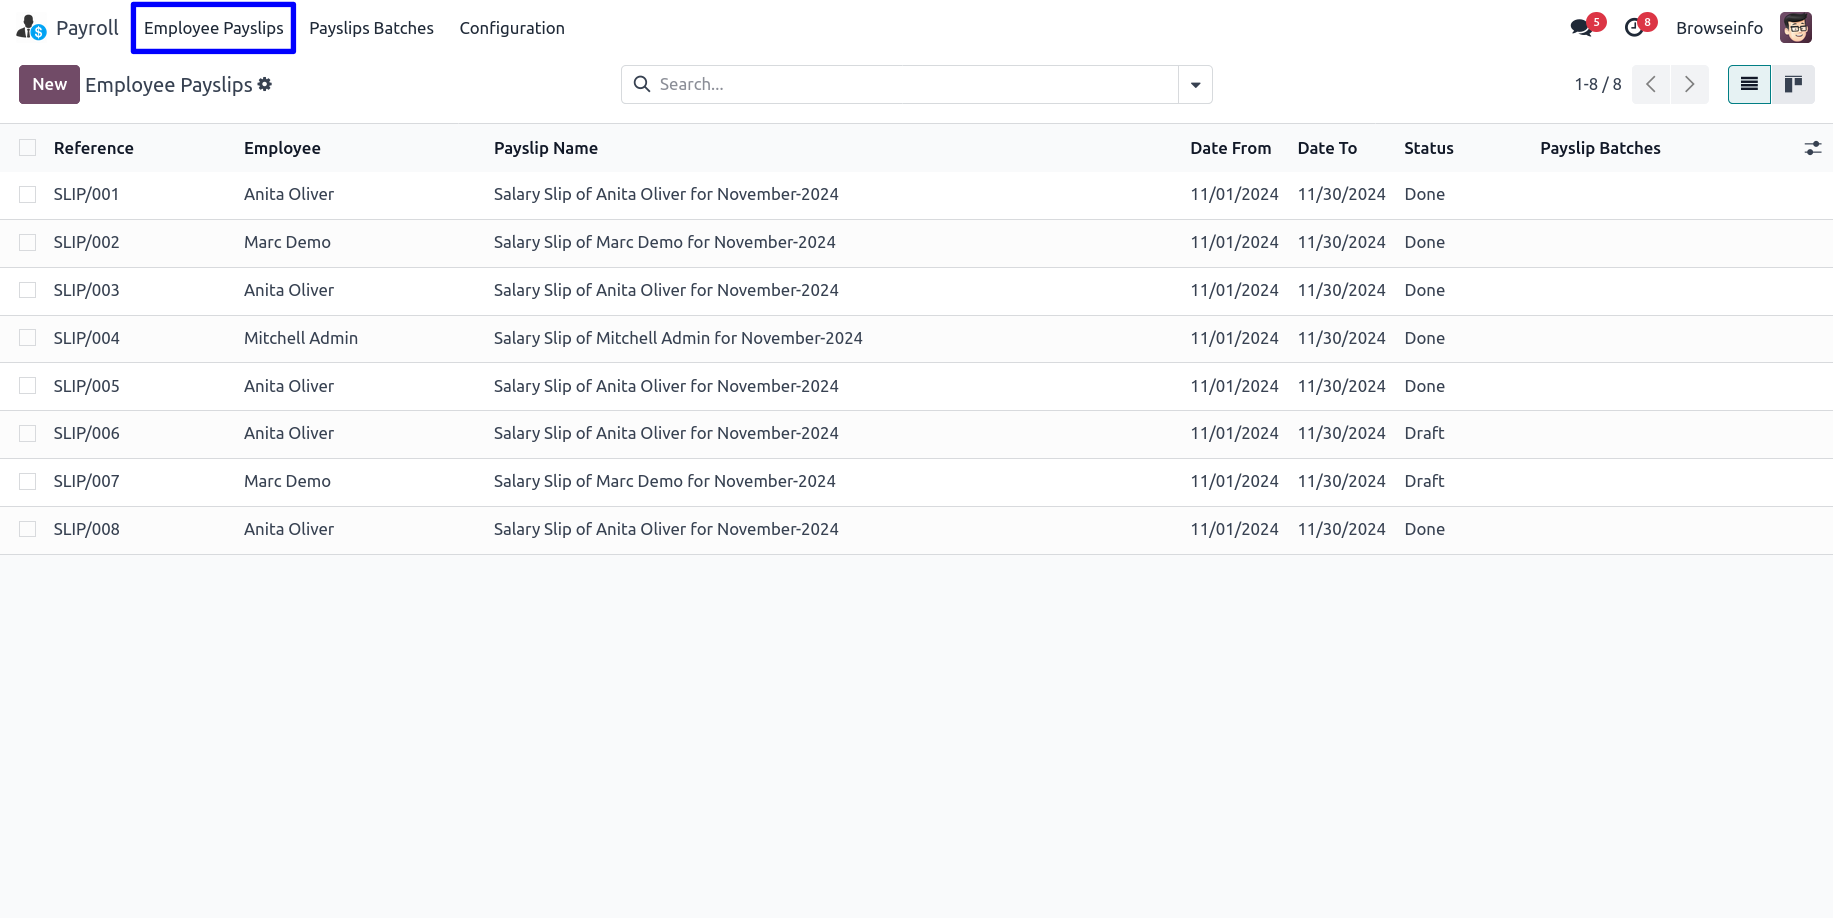 Payroll Employee Payslips Payslips Batches Configuration 5 8 Browseinfo
New Employee Payslips Search... 1-8 / 8
Reference Employee Payslip Name Date From Date To Status Payslip Batches
SLIP/001 Anita Oliver Salary Slip of Anita Oliver for November-2024 11/01/2024 11/30/2024 Done
SLIP/002 Marc Demo Salary Slip of Marc Demo for November-2024 11/01/2024 11/30/2024 Done
SLIP/003 Anita Oliver Salary Slip of Anita Oliver for November-2024 11/01/2024 11/30/2024 Done
SLIP/004 Mitchell Admin Salary Slip of Mitchell Admin for November-2024 11/01/2024 11/30/2024 Done
SLIP/005 Anita Oliver Salary Slip of Anita Oliver for November-2024 11/01/2024 11/30/2024 Done
SLIP/006 Anita Oliver Salary Slip of Anita Oliver for November-2024 11/01/2024 11/30/2024 Draft
SLIP/007 Marc Demo Salary Slip of Marc Demo for November-2024 11/01/2024 11/30/2024 Draft
SLIP/008 Anita Oliver Salary Slip of Anita Oliver for November-2024 11/01/2024 11/30/2024 Done